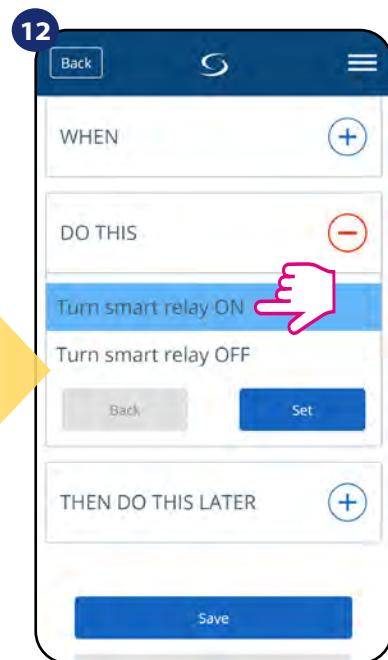 12
Back
WHEN
DO THIS
Turn smart relay ON
Turn smart relay OFF
Back Set
THEN DO THIS LATER
Save